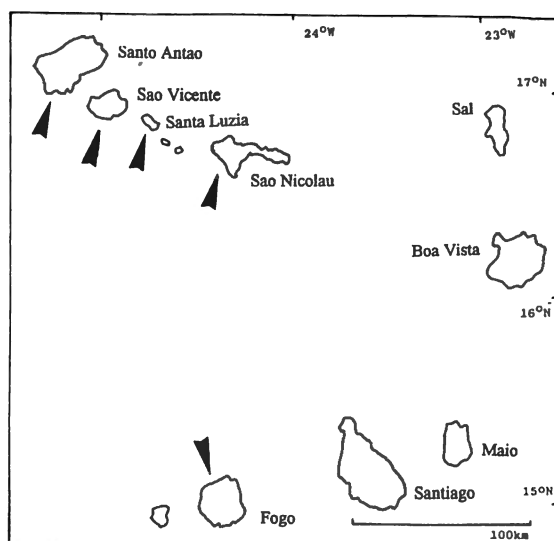 24°W
23°W
Santo Antao
17°N
Sao Vicente
Sal
Santa Luzia
Sao Nicolau
Boa Vista
16°N
Maio
Santiago
15°N
Fogo
100km